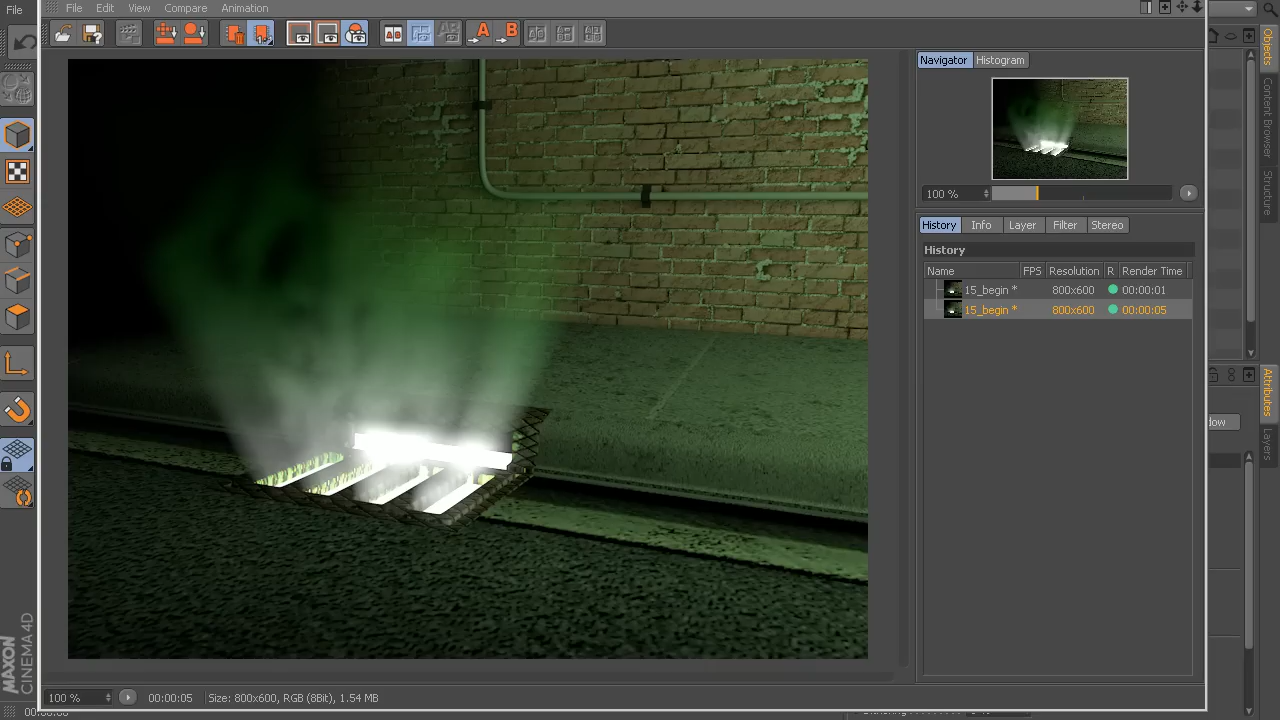 File
File Edit View Compare Animation
A B
AB
Navigator Histogram
100 %
History Info Layer Filter Stereo
History
Name FPS Resolution R Render Time
15_begin * 800x600 00:00:01
15_begin * 800x600 00:00:05
100 % 00:00:05 Size: 800x600, RGB (8Bit), 1.54 MB
MAXON
CINEMA 4D
Objects
Content Browser
Structure
Attributes
Layers